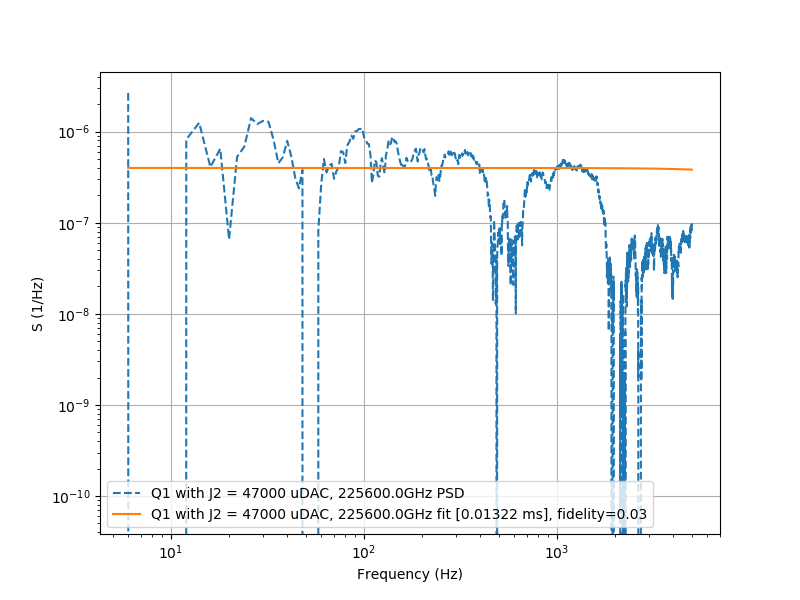 S (1/Hz)
10⁻⁶
10⁻⁷
10⁻⁸
10⁻⁹
10⁻¹⁰
Q1 with J2 = 47000 uDAC, 225600.0GHz PSD
Q1 with J2 = 47000 uDAC, 225600.0GHz fit [0.01322 ms], fidelity=0.03
10¹ 10² 10³
Frequency (Hz)